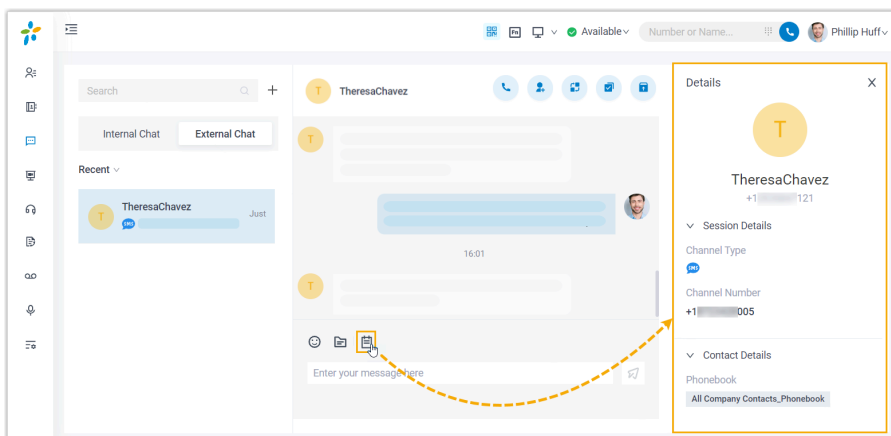 Fn
Available
Number or Name...
Phillip Huff
Search
Internal Chat
External Chat
Recent
T
TheresaChavez
SMS
Just
T
TheresaChavez
T
16:01
T
Enter your message here
Details
X
T
TheresaChavez
+1 121
Session Details
Channel Type
SMS
Channel Number
+1 005
Contact Details
Phonebook
All Company Contacts_Phonebook